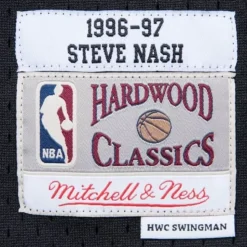 1996-97
STEVE NASH
NBA
HARDWOOD
CLASSICS
Mitchell & Ness
HWC SWINGMAN